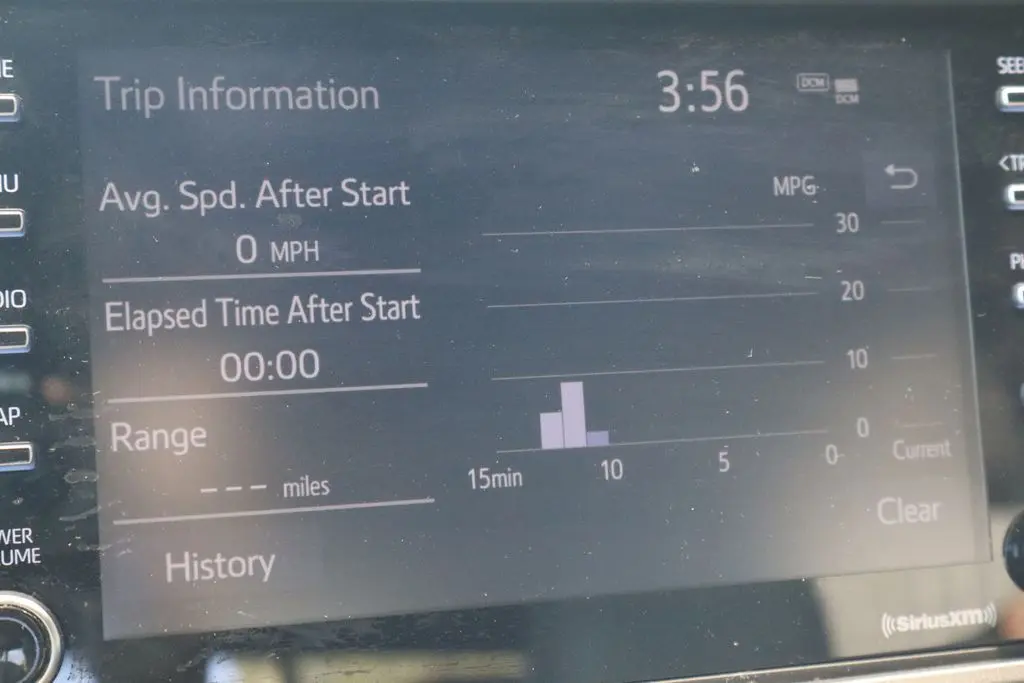 Trip Information
3:56
DCM
DCM
Avg. Spd. After Start
0 MPH
Elapsed Time After Start
00:00
Range
--- miles
History
MPG
30
20
10
0
15min
10
5
0
Current
Clear
((SiriusXM))